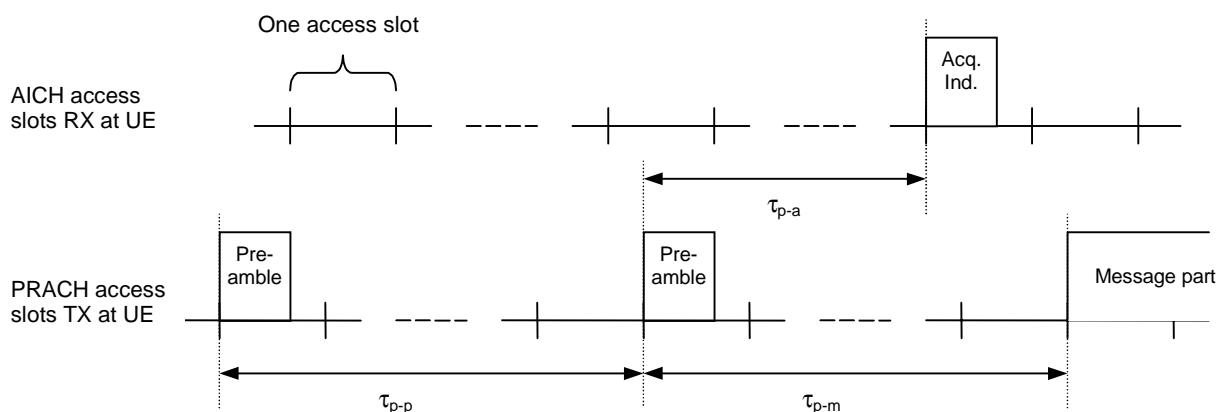 One access slot
AICH access
slots RX at UE
Acq.
Ind.
τp-a
PRACH access
slots TX at UE
Pre-
amble
Pre-
amble
Message part
τp-p
τp-m